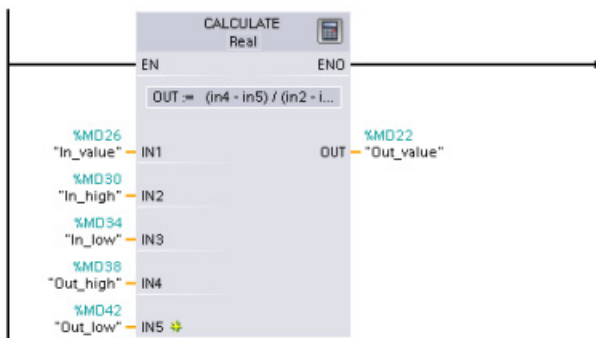 CALCULATE
Real
EN ENO
OUT := (in4 - in5) / (in2 - i...
%MD26 %MD22
"In_value" IN1 OUT "Out_value"
%MD30
"In_high" IN2
%MD34
"In_low" IN3
%MD38
"Out_high" IN4
%MD42
"Out_low" IN5